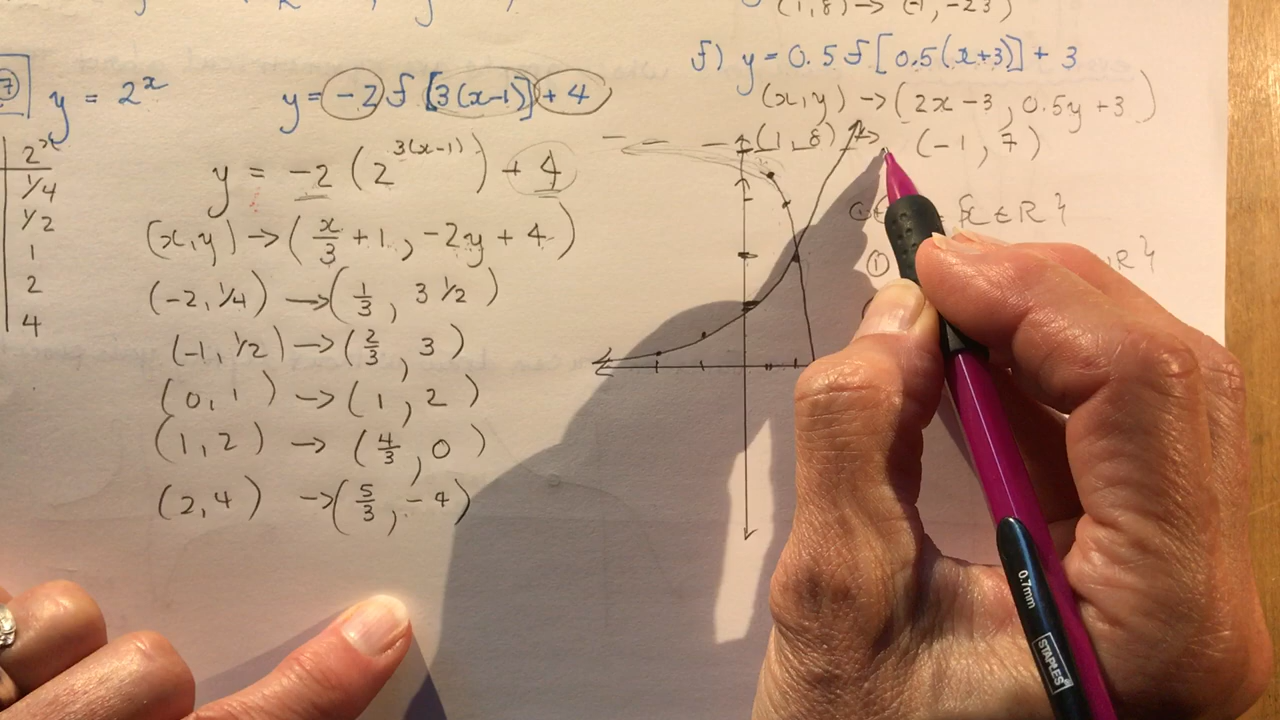 (1,8) -> (-1, -23)
f) y = 0.5 f [0.5(x+3)] + 3
(x,y) -> (2x-3, 0.5y+3)
(1,8) -> (-1, 7)
= {x ∈ R}
①
, R}
7
y = 2ˣ
y = -2 f [3(x-1)] + 4
2ˣ
1/4
1/2
1
2
4
y = -2 (2^3(x-1)) + 4
(x,y) -> (x/3 + 1, -2y + 4)
(-2, 1/4) -> (1/3, 3 1/2)
(-1, 1/2) -> (2/3, 3)
(0, 1) -> (1, 2)
(1, 2) -> (4/3, 0)
(2, 4) -> (5/3, -4)
0.7mm
STAPLES